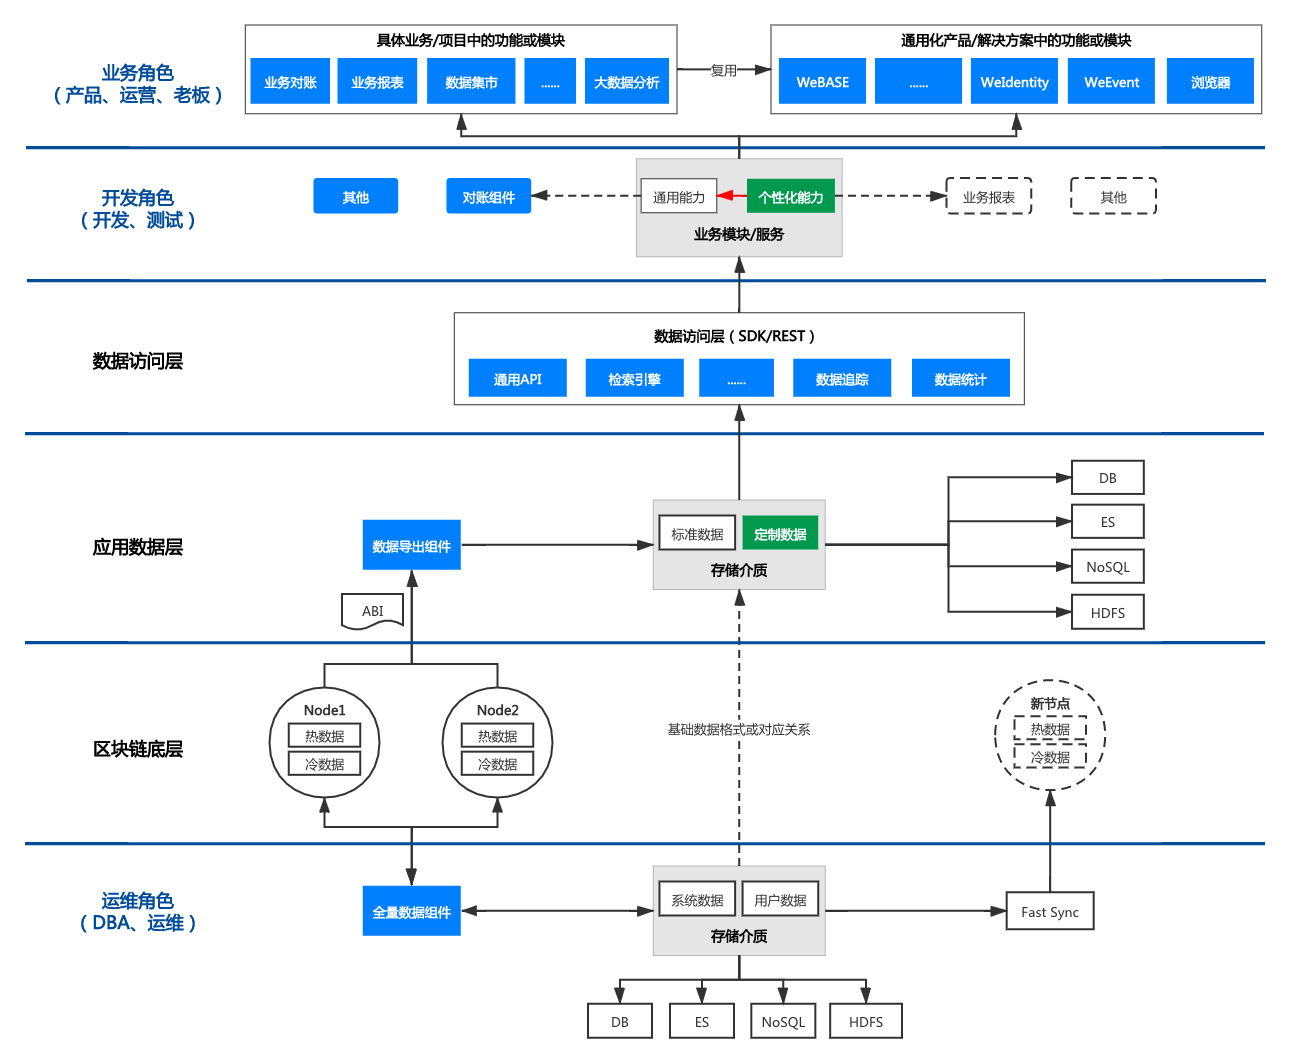 具体业务/项目中的功能或模块
业务对账
业务报表
数据集市
......
大数据分析
复用
通用化产品/解决方案中的功能或模块
WeBASE
......
WeIdentity
WeEvent
浏览器
业务角色
（产品、运营、老板）
开发角色
（开发、测试）
其他
对账组件
通用能力
个性化能力
业务模块/服务
业务报表
其他
数据访问层
数据访问层（SDK/REST）
通用API
检索引擎
......
数据追踪
数据统计
应用数据层
数据导出组件
ABI
标准数据
定制数据
存储介质
DB
ES
NoSQL
HDFS
区块链底层
Node1
热数据
冷数据
Node2
热数据
冷数据
基础数据格式或对应关系
新节点
热数据
冷数据
运维角色
（DBA、运维）
全量数据组件
系统数据
用户数据
存储介质
Fast Sync
DB
ES
NoSQL
HDFS